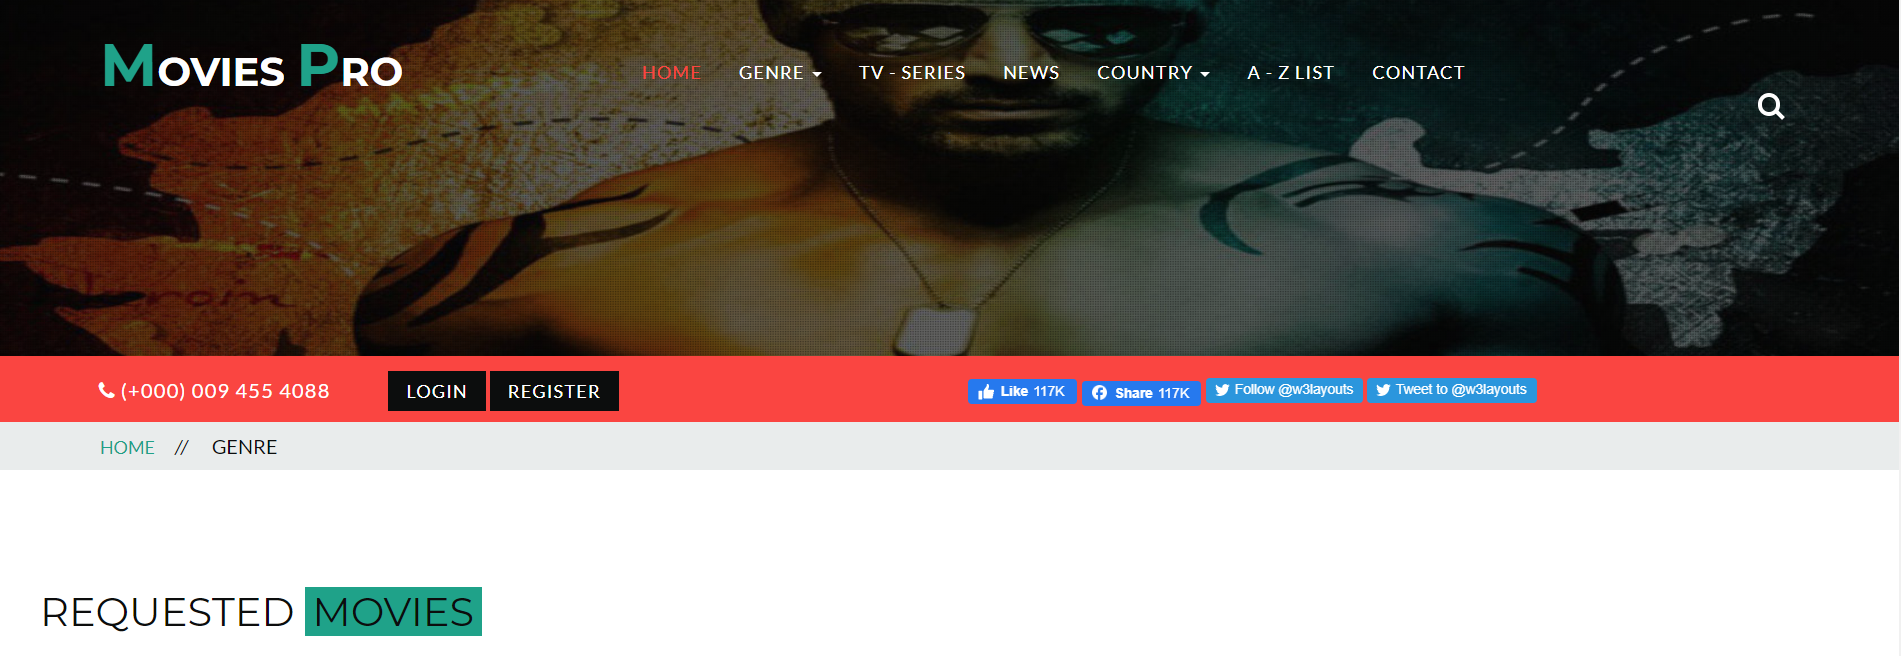 MOVIES PRO
HOME GENRE TV - SERIES NEWS COUNTRY A - Z LIST CONTACT
(+000) 009 455 4088 LOGIN REGISTER Like 117K Share 117K Follow @w3layouts Tweet to @w3layouts
HOME // GENRE
REQUESTED MOVIES